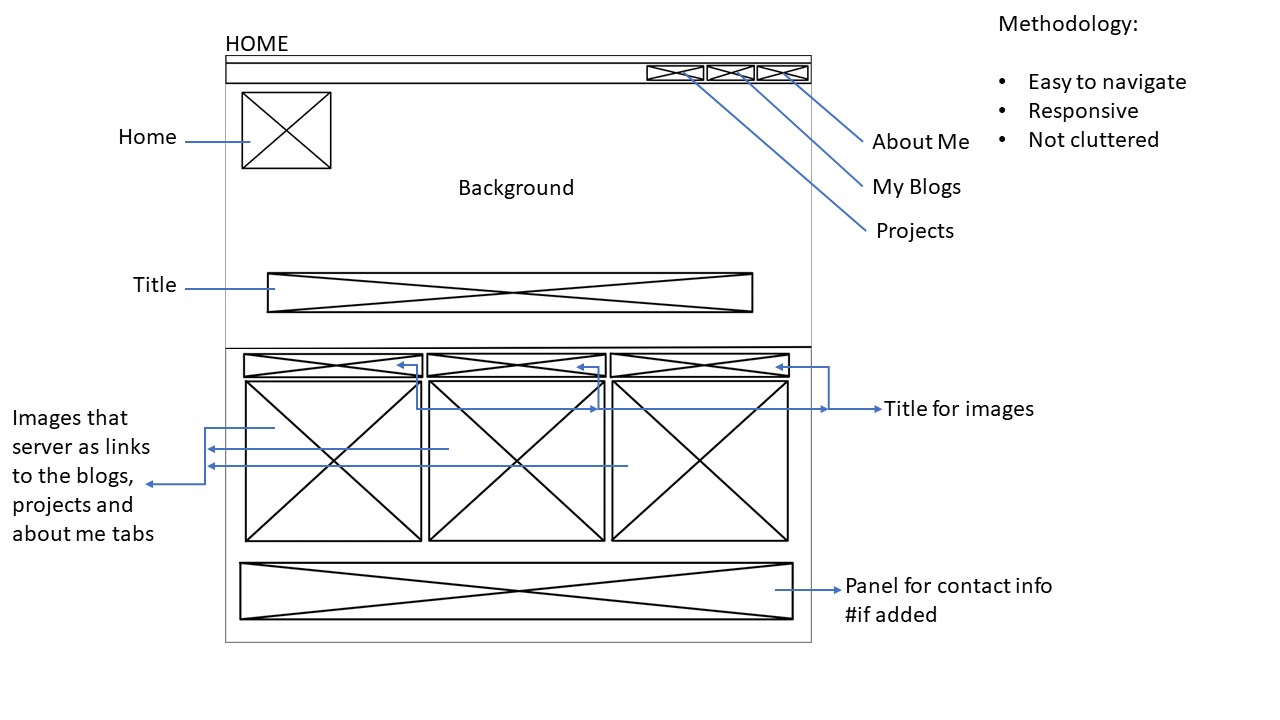 HOME
Methodology:
• Easy to navigate
• Responsive
• Not cluttered
Home
About Me
My Blogs
Projects
Background
Title
Title for images
Images that
server as links
to the blogs,
projects and
about me tabs
Panel for contact info
#if added